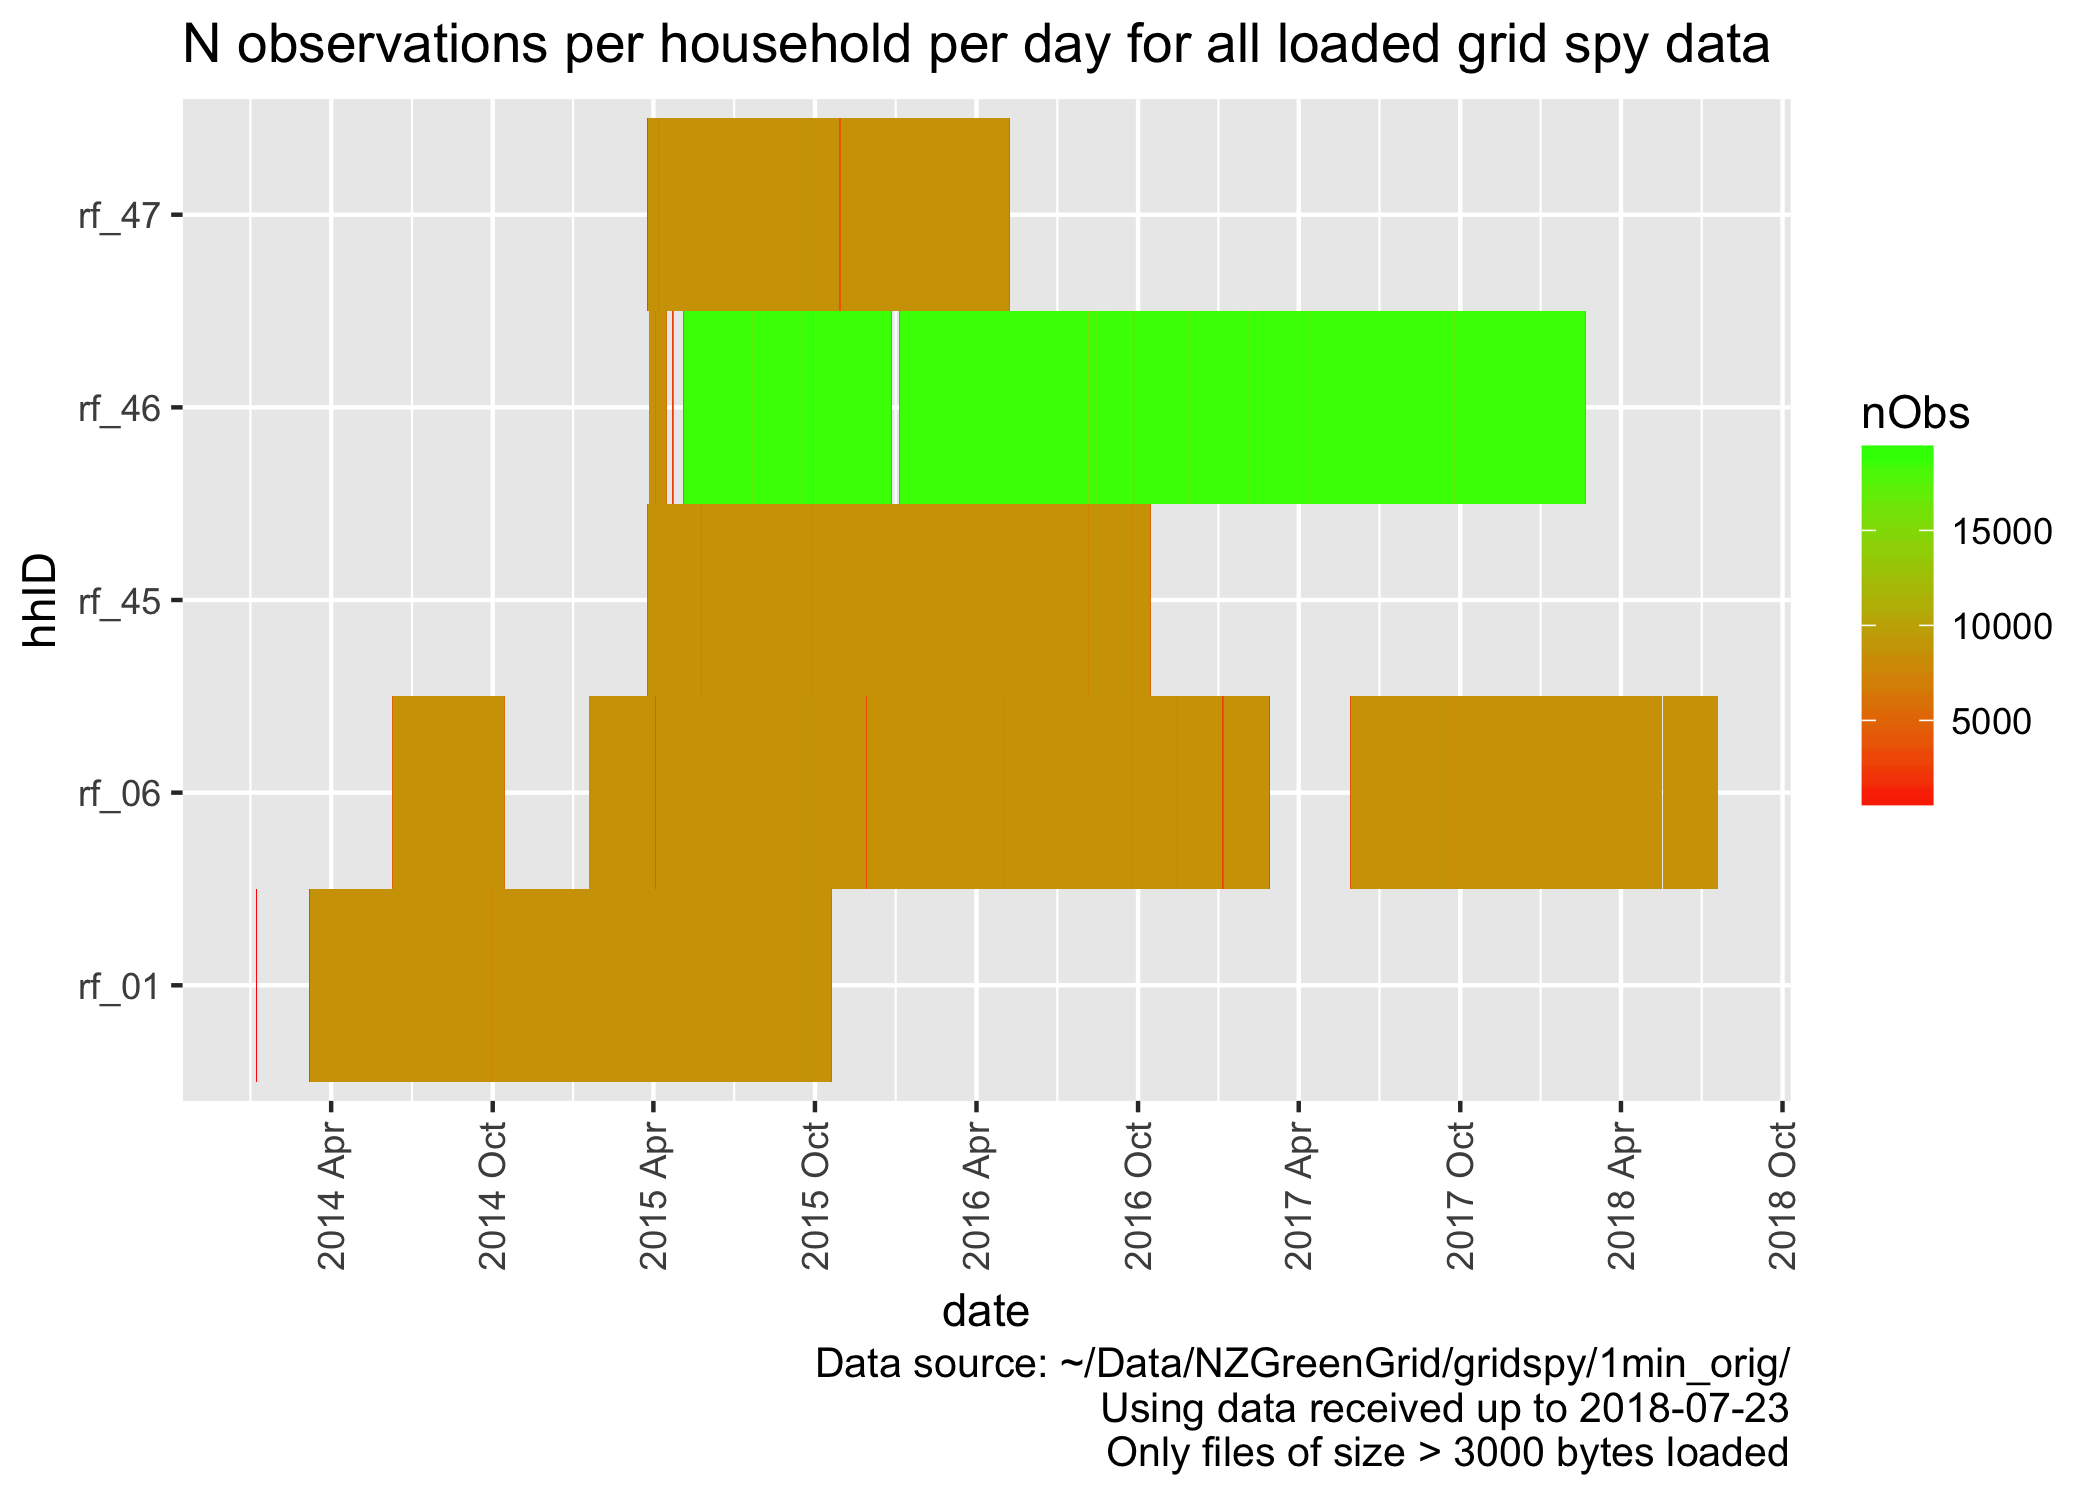 N observations per household per day for all loaded grid spy data
hhID
rf_47
rf_46
rf_45
rf_06
rf_01
nObs
15000
10000
5000
2014 Apr
2014 Oct
2015 Apr
2015 Oct
2016 Apr
2016 Oct
2017 Apr
2017 Oct
2018 Apr
2018 Oct
date
Data source: ~/Data/NZGreenGrid/gridspy/1min_orig/
Using data received up to 2018-07-23
Only files of size > 3000 bytes loaded